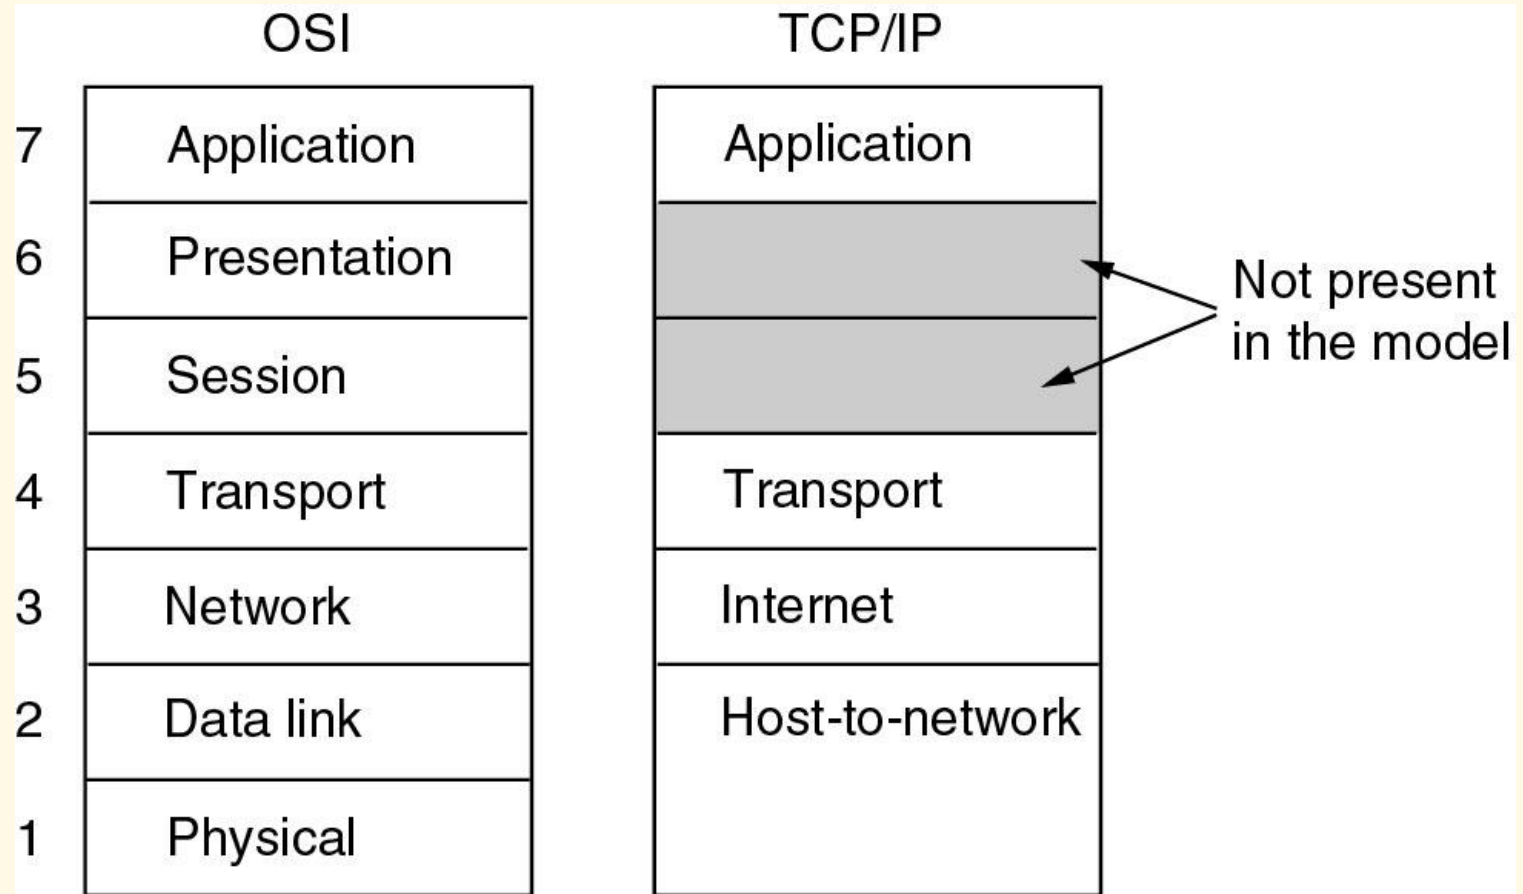 OSI
TCP/IP
7
Application
Application
6
Presentation
Not present
in the model
5
Session
4
Transport
Transport
3
Network
Internet
2
Data link
Host-to-network
1
Physical